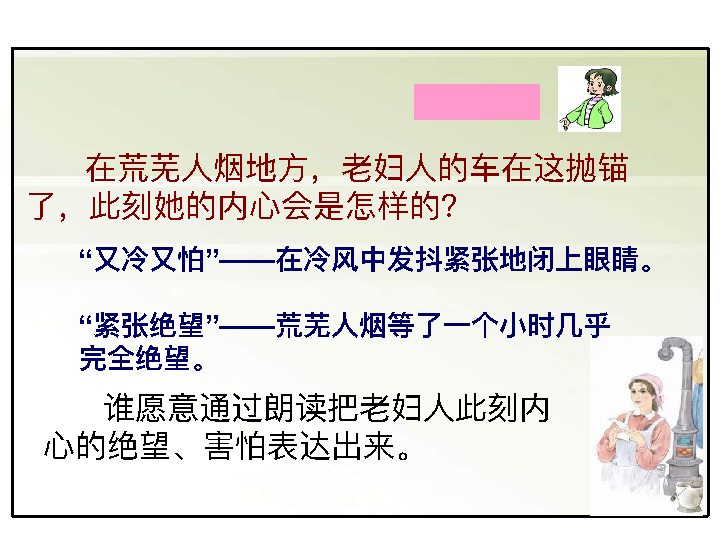 在荒芜人烟地方，老妇人的车在这抛锚
了，此刻她的内心会是怎样的？
“又冷又怕”——在冷风中发抖紧张地闭上眼睛。
“紧张绝望”——荒芜人烟等了一个小时几乎
完全绝望。
谁愿意通过朗读把老妇人此刻内
心的绝望、害怕表达出来。